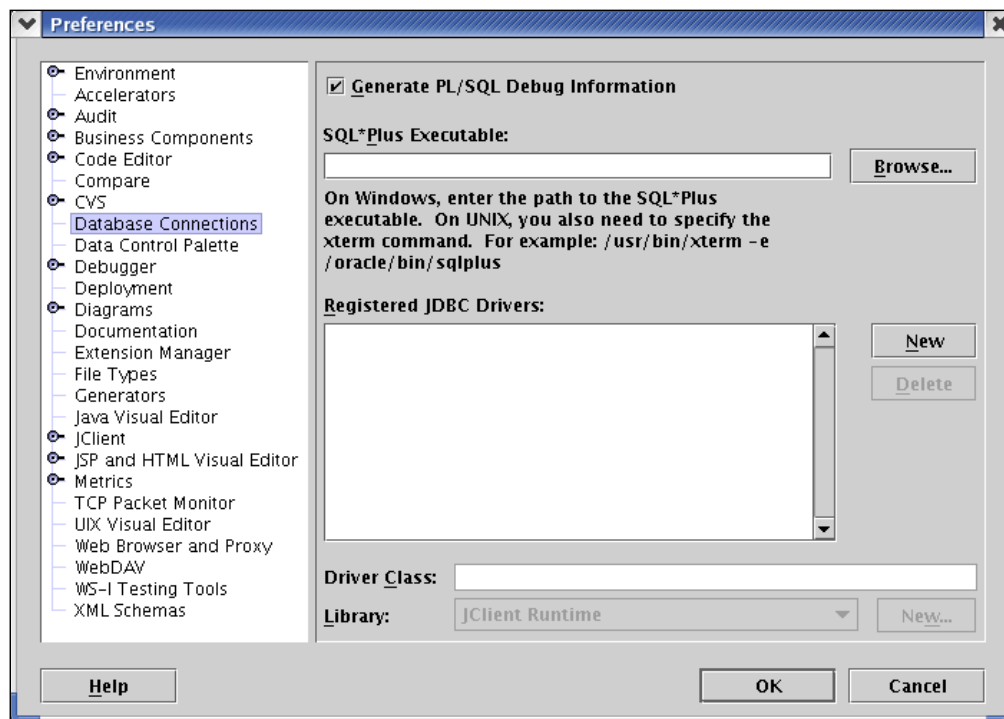 Preferences
Environment
Accelerators
Audit
Business Components
Code Editor
Compare
CVS
Database Connections
Data Control Palette
Debugger
Deployment
Diagrams
Documentation
Extension Manager
File Types
Generators
Java Visual Editor
JClient
JSP and HTML Visual Editor
Metrics
TCP Packet Monitor
UIX Visual Editor
Web Browser and Proxy
WebDAV
WS-I Testing Tools
XML Schemas
Generate PL/SQL Debug Information
SQL*Plus Executable:
Browse...
On Windows, enter the path to the SQL*Plus
executable. On UNIX, you also need to specify the
xterm command. For example: /usr/bin/xterm -e
/oracle/bin/sqlplus
Registered JDBC Drivers:
New
Delete
Driver Class:
Library:
JClient Runtime
New...
Help
OK
Cancel